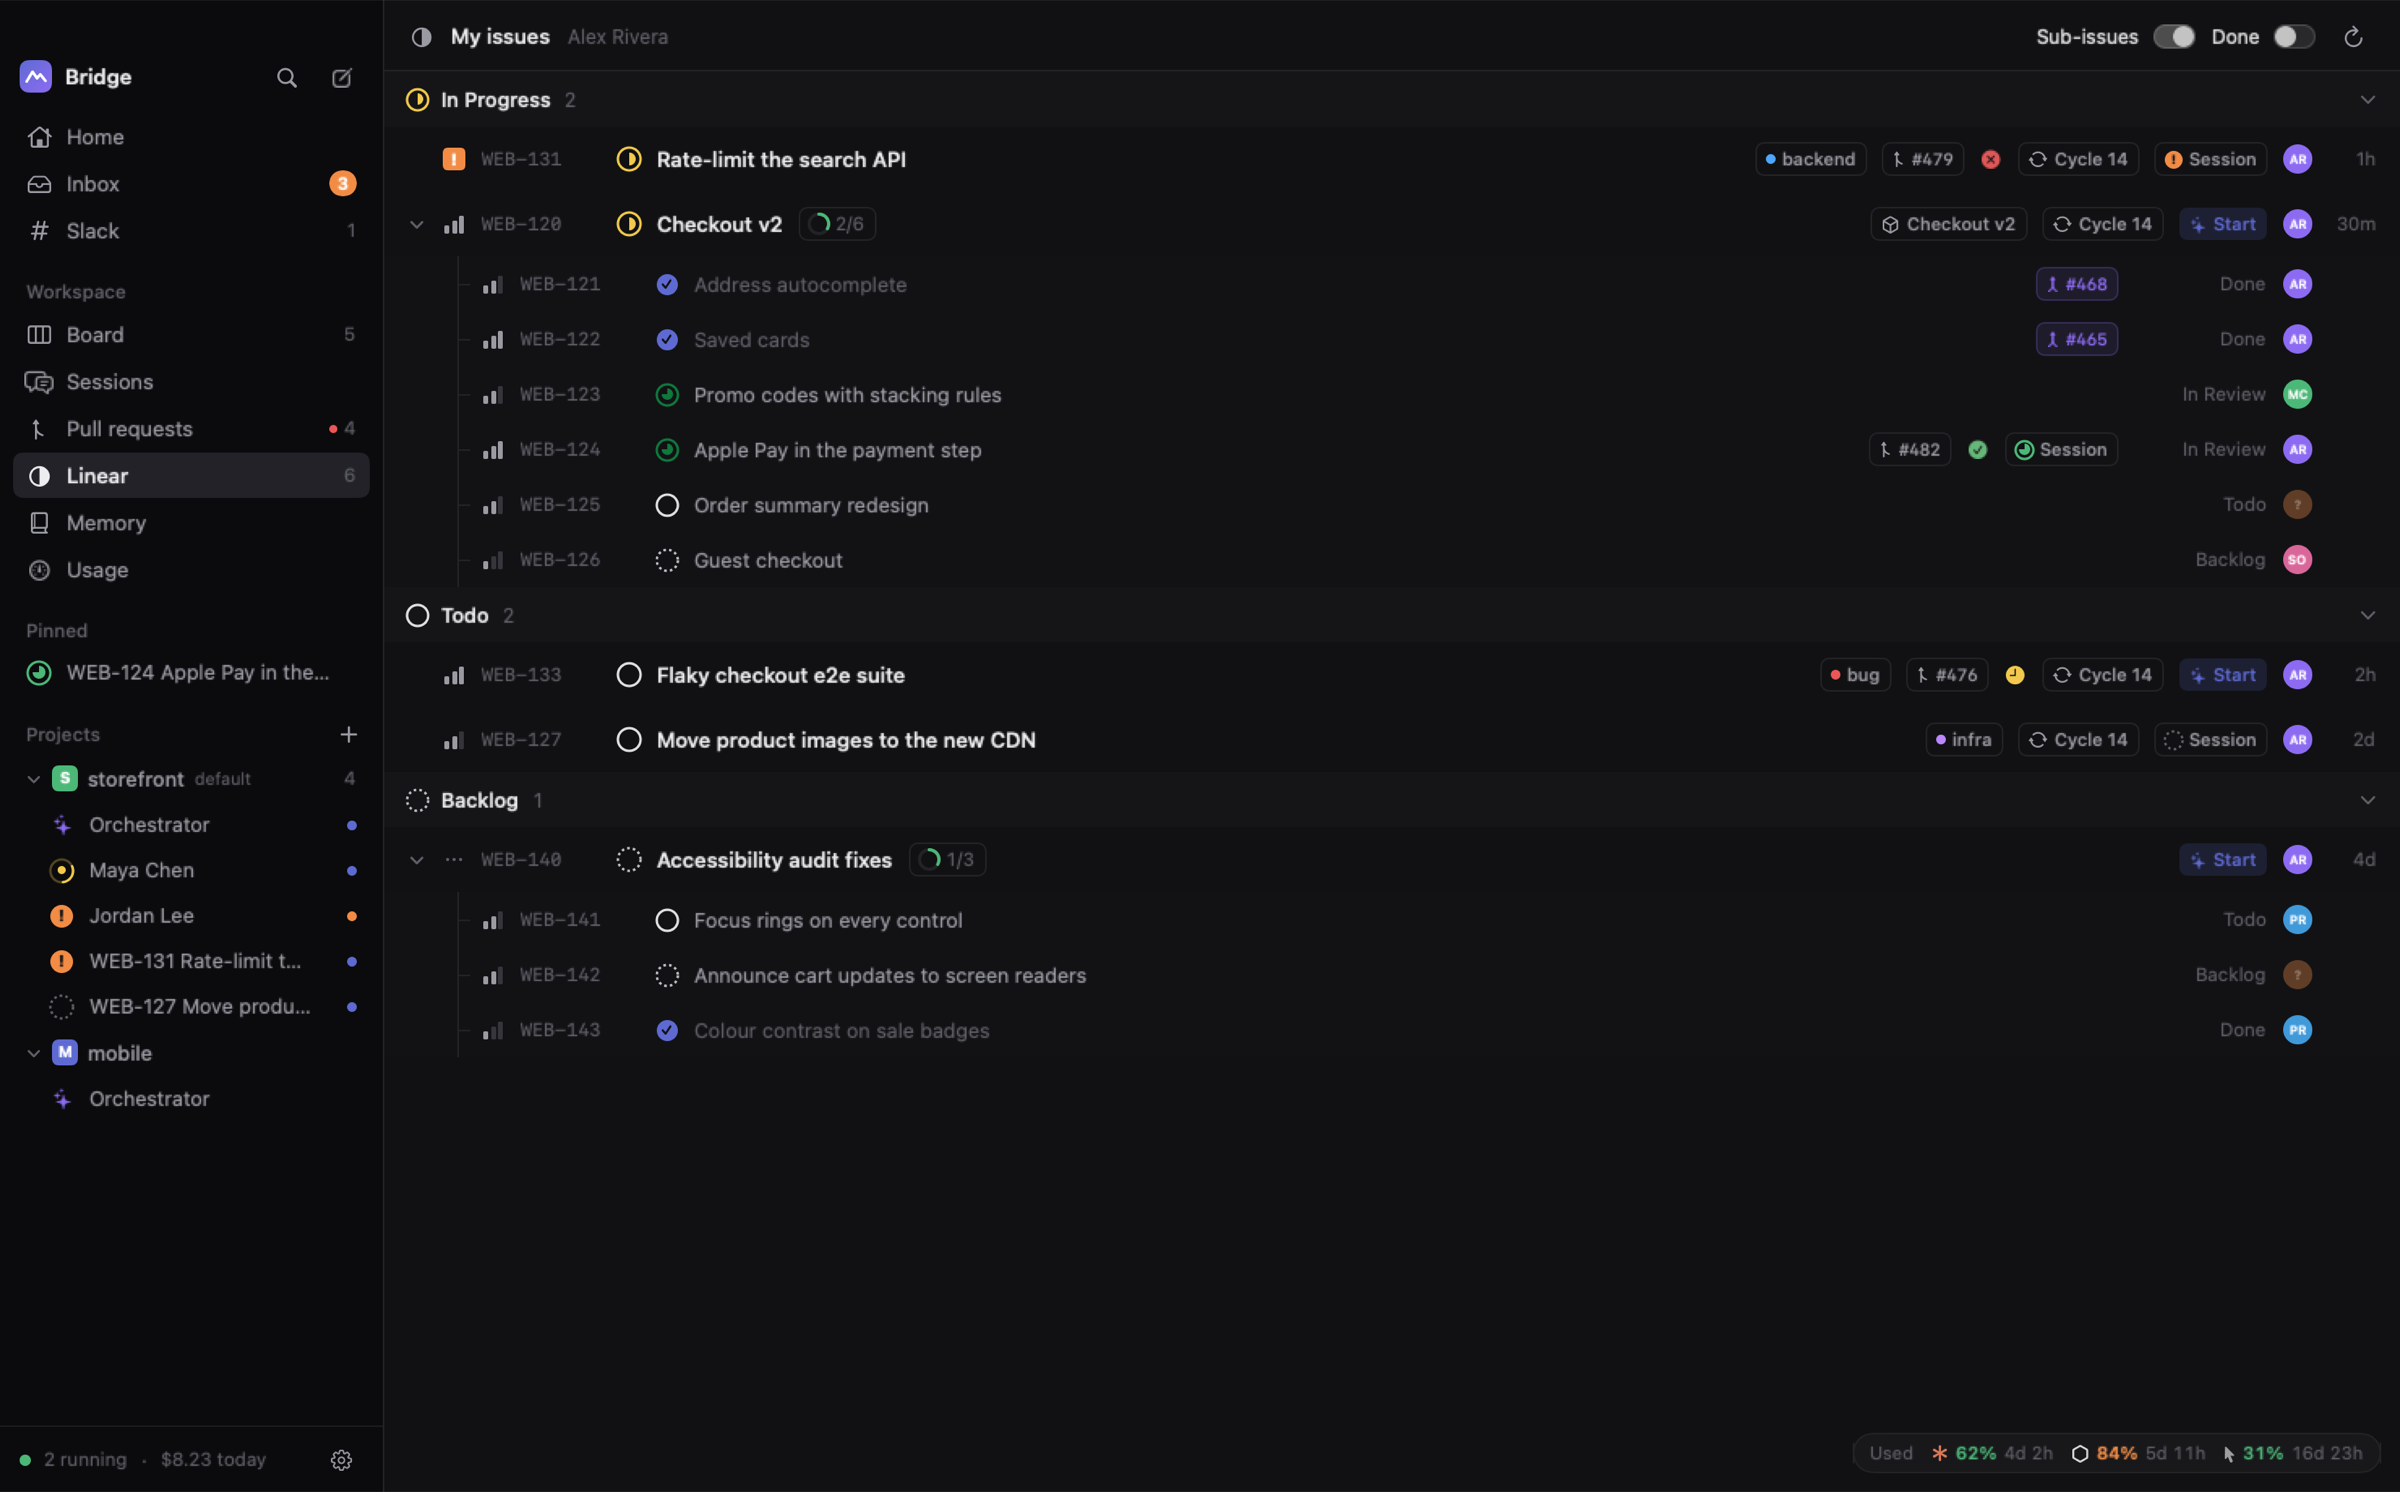 Bridge
Home
Inbox 3
Slack 1
Workspace
Board 5
Sessions
Pull requests 4
Linear 6
Memory
Usage
Pinned
WEB-124 Apple Pay in the...
Projects
S storefront default 4
Orchestrator
Maya Chen
Jordan Lee
WEB-131 Rate-limit t...
WEB-127 Move produ...
M mobile
Orchestrator
2 running · $8.23 today
My issues Alex Rivera Sub-issues Done
In Progress 2
WEB-131 Rate-limit the search API backend #479 Cycle 14 Session AR 1h
WEB-120 Checkout v2 2/6 Checkout v2 Cycle 14 Start AR 30m
WEB-121 Address autocomplete #468 Done AR
WEB-122 Saved cards #465 Done AR
WEB-123 Promo codes with stacking rules In Review MC
WEB-124 Apple Pay in the payment step #482 Session In Review AR
WEB-125 Order summary redesign Todo ?
WEB-126 Guest checkout Backlog SO
Todo 2
WEB-133 Flaky checkout e2e suite bug #476 Cycle 14 Start AR 2h
WEB-127 Move product images to the new CDN infra Cycle 14 Session AR 2d
Backlog 1
WEB-140 Accessibility audit fixes 1/3 Start AR 4d
WEB-141 Focus rings on every control Todo PR
WEB-142 Announce cart updates to screen readers Backlog ?
WEB-143 Colour contrast on sale badges Done PR
Used 62% 4d 2h 84% 5d 11h 31% 16d 23h